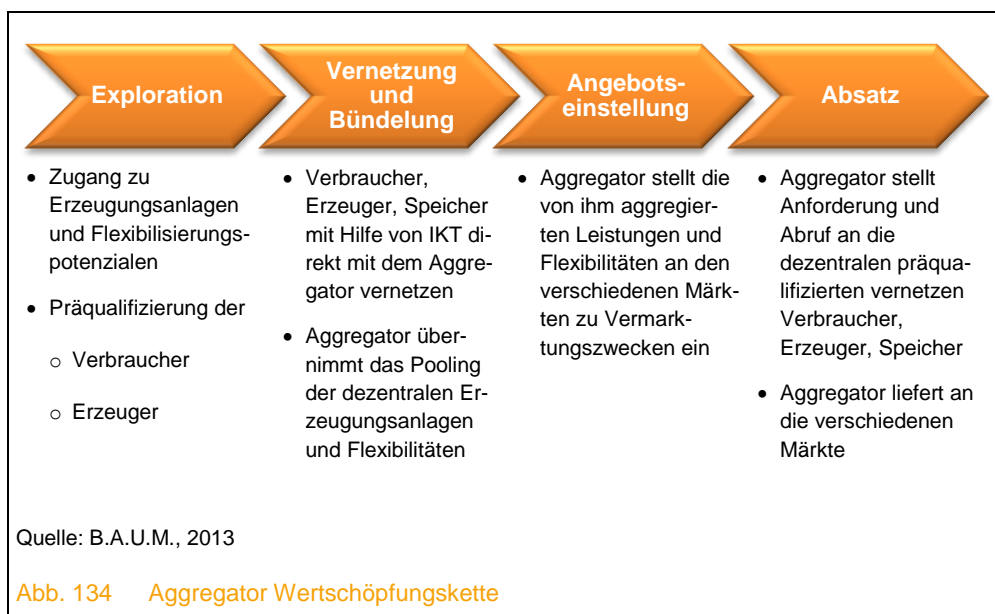 Exploration
Vernetzung
und
Bündelung
Angebots-
einstellung
Absatz
• Zugang zu
Erzeugungsanlagen
und Flexibilisierungs-
potenzialen
• Präqualifizierung der
o Verbraucher
o Erzeuger
• Verbraucher,
Erzeuger, Speicher
mit Hilfe von IKT di-
rekt mit dem Aggre-
gator vernetzen
• Aggregator über-
nimmt das Pooling
der dezentralen Er-
zeugungsanlagen
und Flexibilitäten
• Aggregator stellt die
von ihm aggregier-
ten Leistungen und
Flexibilitäten an den
verschiedenen Märk-
ten zu Vermark-
tungszwecken ein
• Aggregator stellt
Anforderung und
Abruf an die
dezentralen präqua-
lifizierten vernetzen
Verbraucher,
Erzeuger, Speicher
• Aggregator liefert an
die verschiedenen
Märkte
Quelle: B.A.U.M., 2013
Abb. 134 Aggregator Wertschöpfungskette